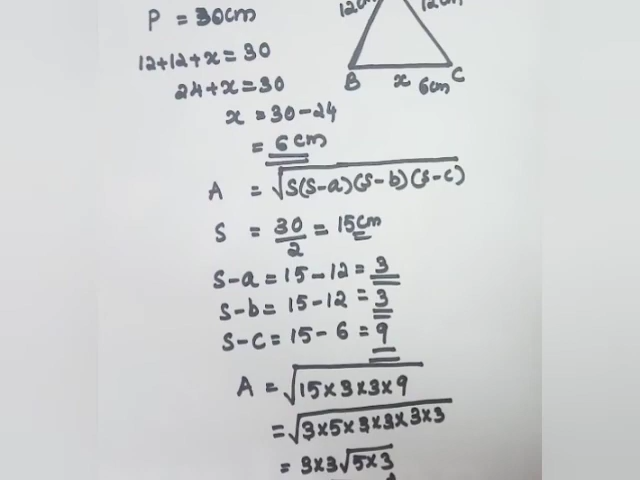 P = 30cm
12cm 12cm
12+12+x = 30
24+x = 30
B x 6cm C
x = 30-24
= 6cm
A = √S(S-a)(S-b)(S-c)
S = 30/2 = 15cm
S-a = 15-12 = 3
S-b = 15-12 = 3
S-C = 15-6 = 9
A = √15×3×3×9
= √3×5×3×3×3×3
= 3×3√5×3